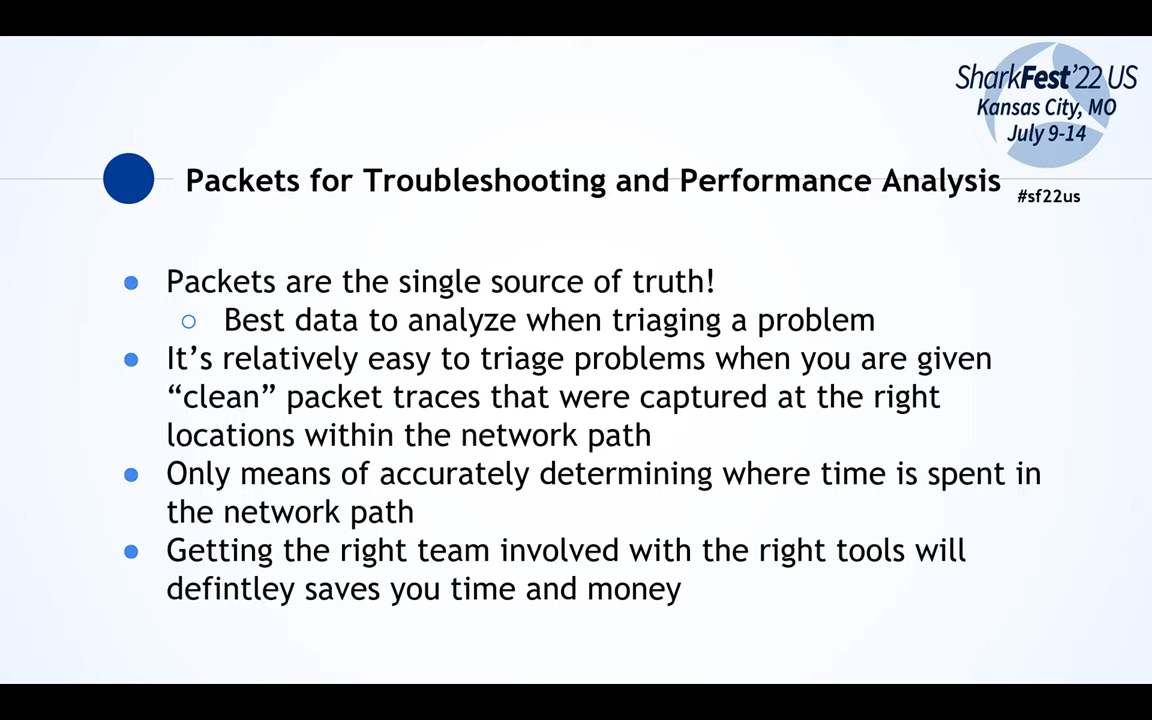 SharkFest'22 US
Kansas City, MO
July 9-14
#sf22us
Packets for Troubleshooting and Performance Analysis
Packets are the single source of truth!
Best data to analyze when triaging a problem
It’s relatively easy to triage problems when you are given
“clean” packet traces that were captured at the right
locations within the network path
Only means of accurately determining where time is spent in
the network path
Getting the right team involved with the right tools will
defintley saves you time and money